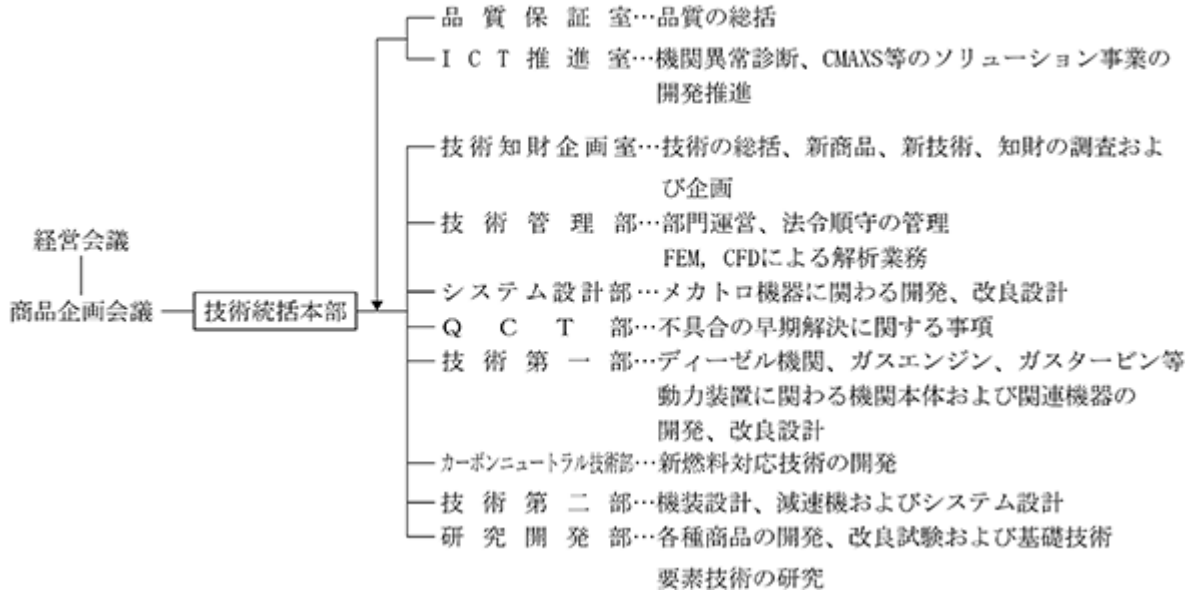 品質保証室…品質の総括
ICT推進室…機関異常診断、CMAXS等のソリューション事業の
開発推進
技術知財企画室…技術の総括、新商品、新技術、知財の調査およ
び企画
技術管理部…部門運営、法令順守の管理
FEM, CFDによる解析業務
経営会議
商品企画会議
技術統括本部
システム設計部…メカトロ機器に関わる開発、改良設計
QCT部…不具合の早期解決に関する事項
技術第一部…ディーゼル機関、ガスエンジン、ガスタービン等
動力装置に関わる機関本体および関連機器の
開発、改良設計
カーボンニュートラル技術部…新燃料対応技術の開発
技術第二部…機装設計、減速機およびシステム設計
研究開発部…各種商品の開発、改良試験および基礎技術
要素技術の研究